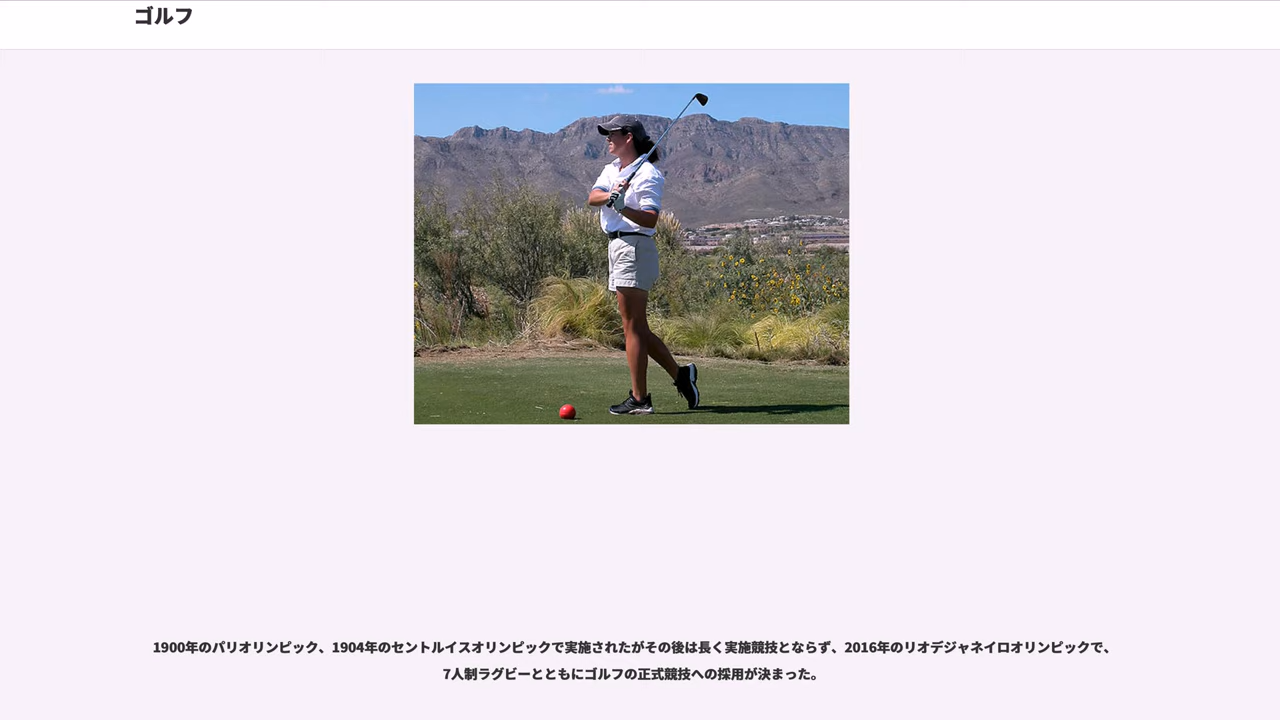 ゴルフ
1900年のパリオリンピック、1904年のセントルイスオリンピックで実施されたがその後は長く実施競技とならず、2016年のリオデジャネイロオリンピックで、
7人制ラグビーとともにゴルフの正式競技への採用が決まった。